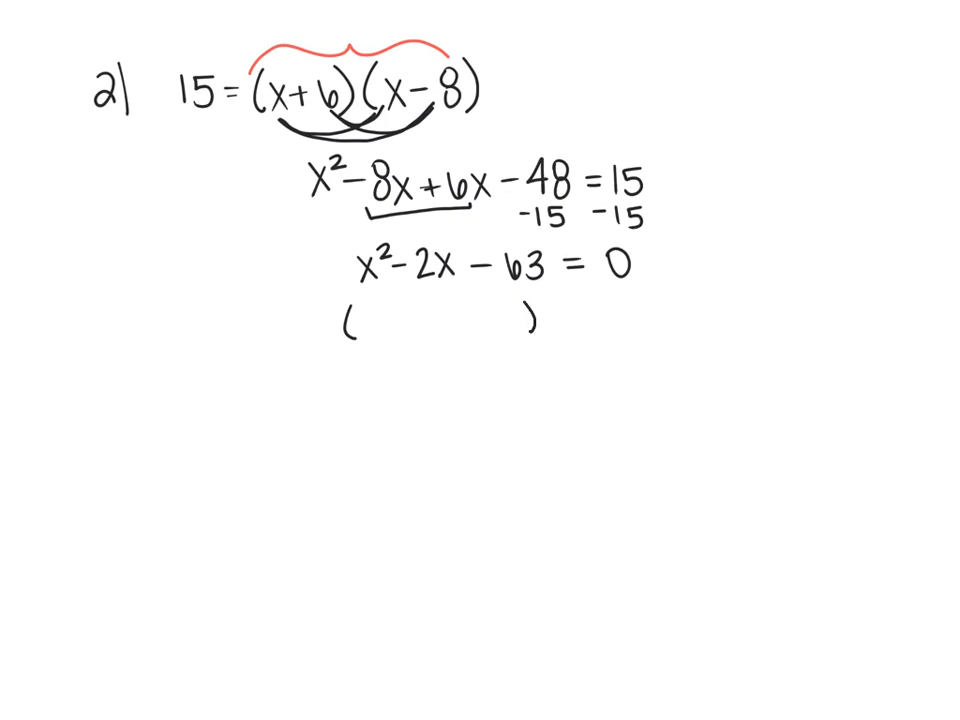 2) 15 = (x+6)(x-8)
x² - 8x + 6x - 48 = 15
-15 -15
x² - 2x - 63 = 0
( )